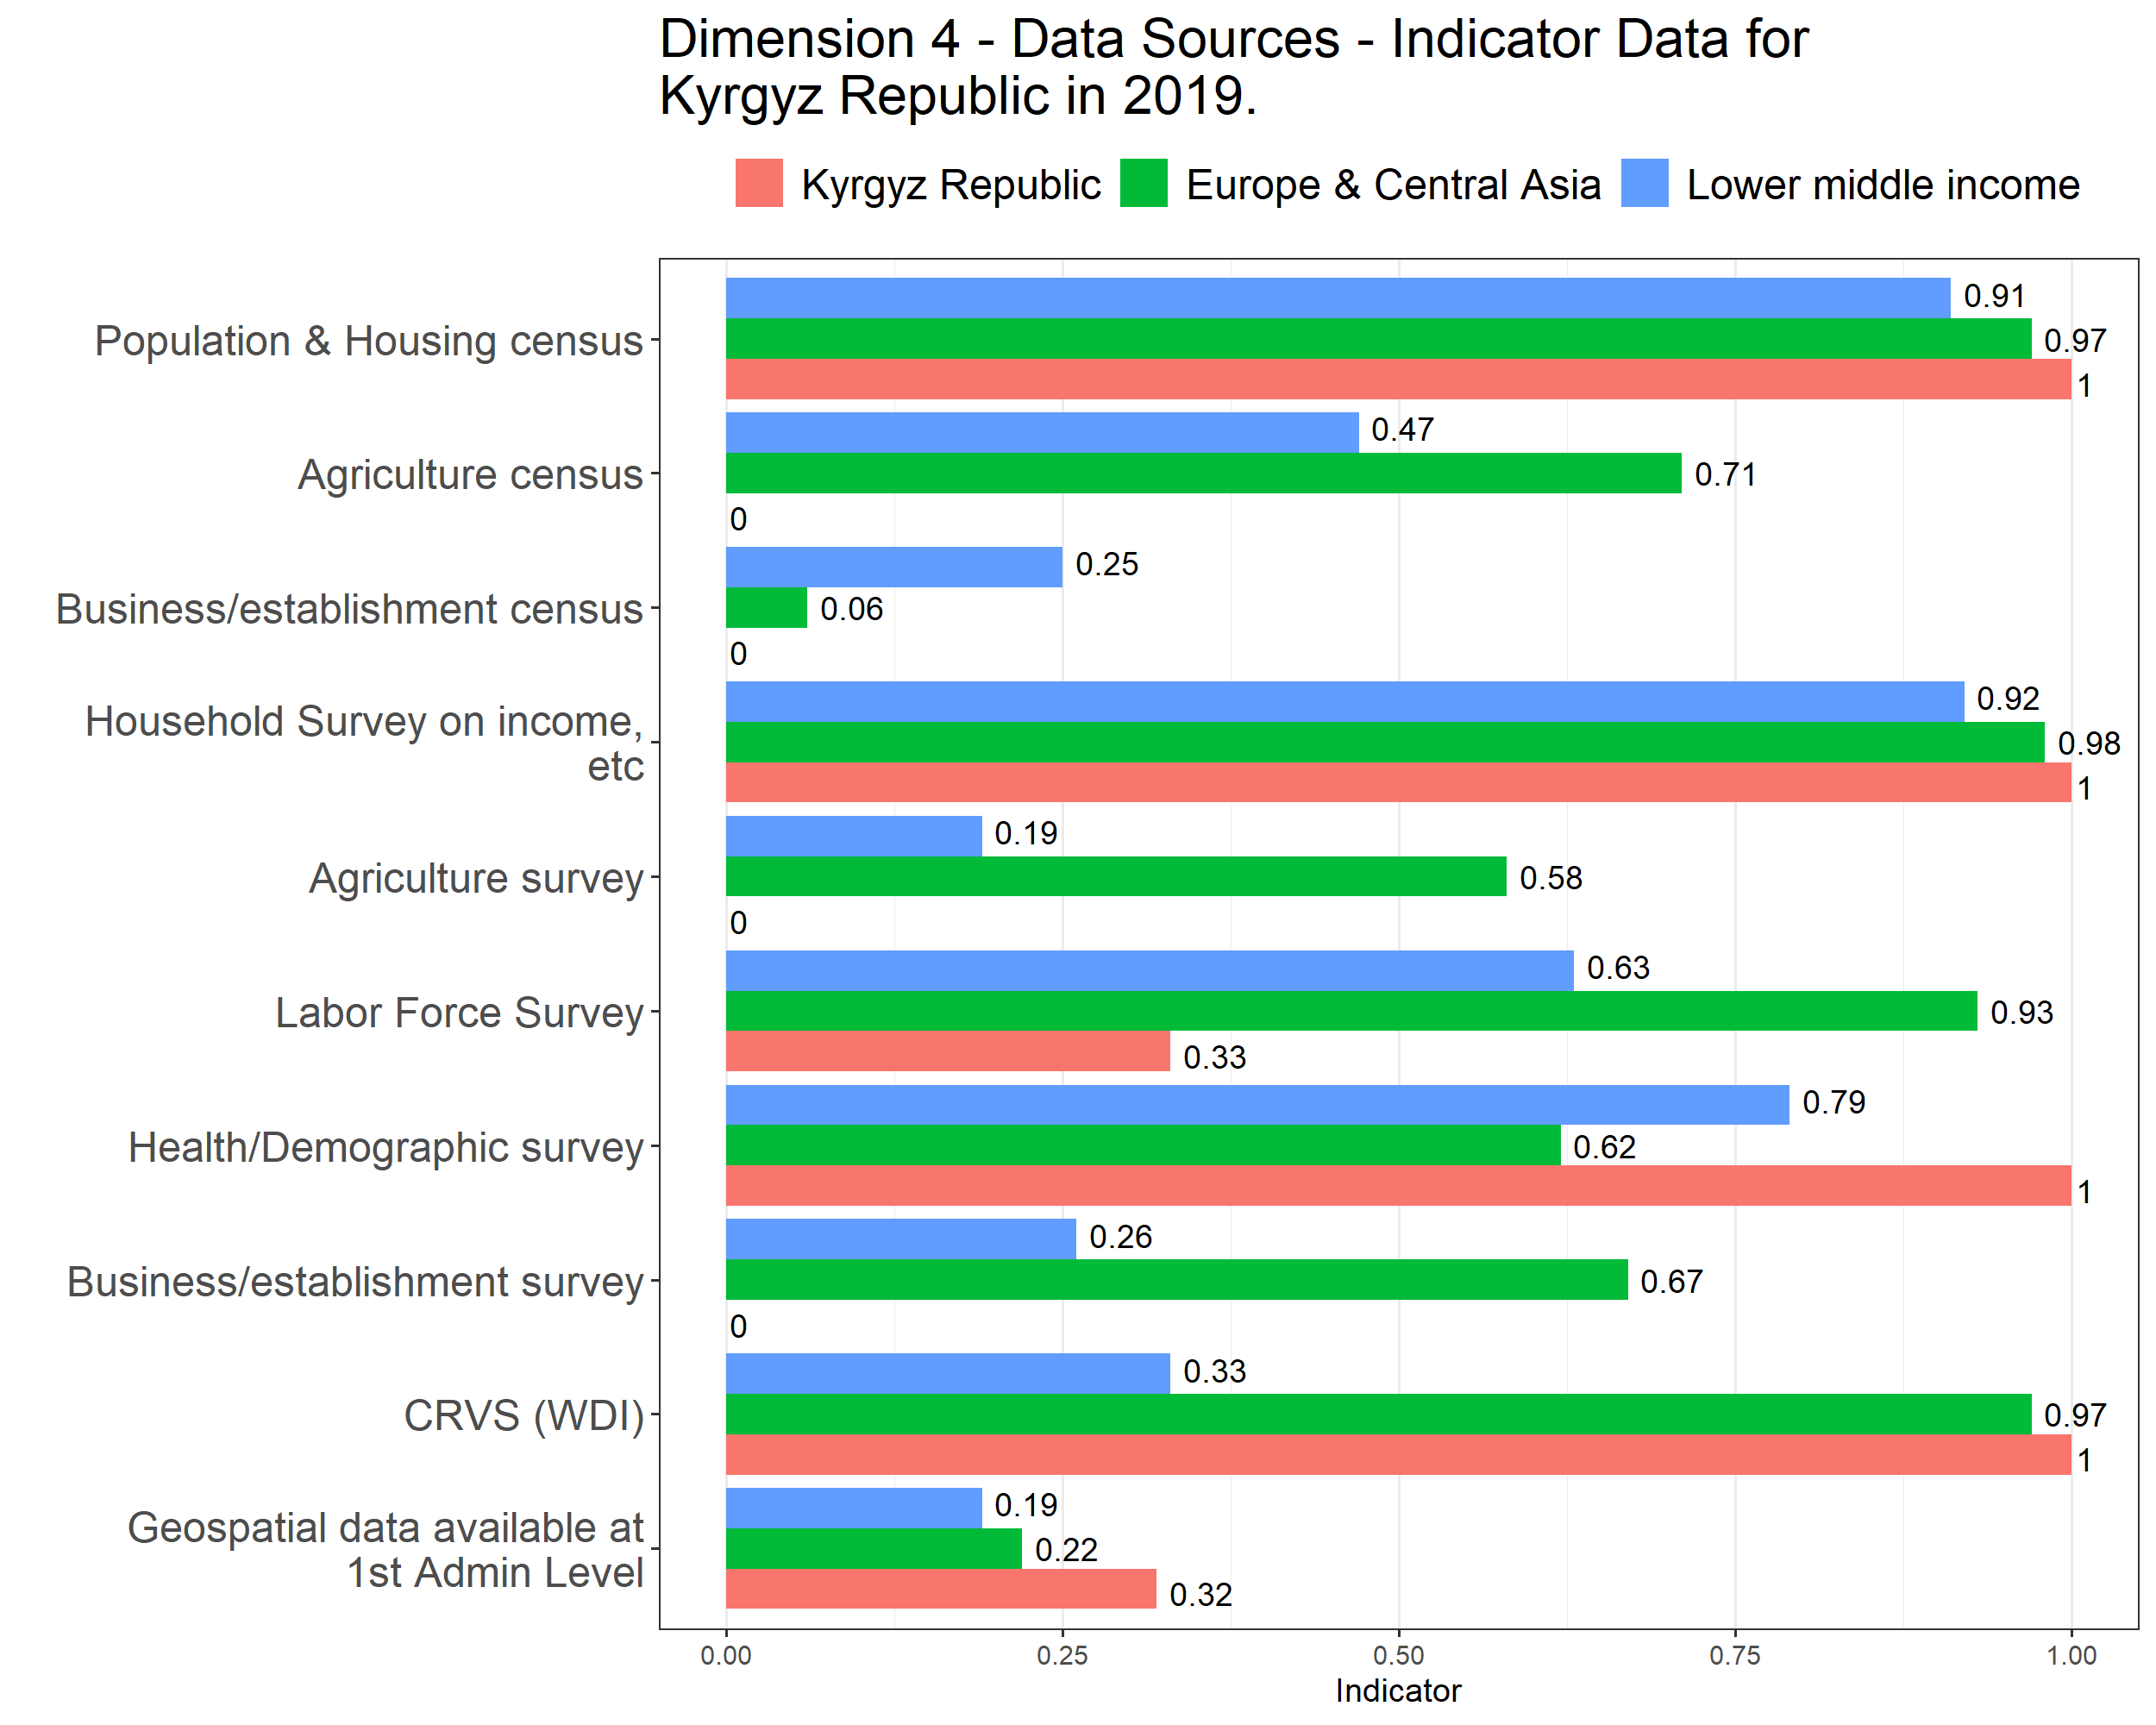 Dimension 4 - Data Sources - Indicator Data for
Kyrgyz Republic in 2019.
Kyrgyz Republic Europe & Central Asia Lower middle income
0.91
Population & Housing census 0.97
1
0.47
Agriculture census 0.71
0
0.25
Business/establishment census 0.06
0
0.92
Household Survey on income,
etc
0.98
1
0.19
Agriculture survey 0.58
0
0.63
Labor Force Survey 0.93
0.33
0.79
Health/Demographic survey 0.62
1
0.26
Business/establishment survey 0.67
0
0.33
CRVS (WDI) 0.97
1
0.19
Geospatial data available at
1st Admin Level
0.22
0.32
0.00 0.25 0.50 0.75 1.00
Indicator